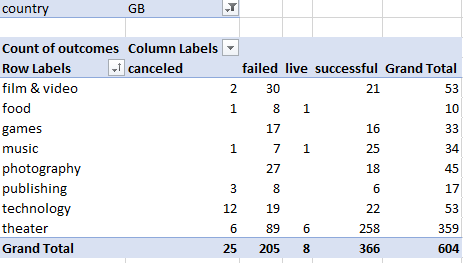 country GB
Count of outcomes Column Labels
Row Labels canceled failed live successful Grand Total
film & video 2 30 21 53
food 1 8 1 10
games 17 16 33
music 1 7 1 25 34
photography 27 18 45
publishing 3 8 6 17
technology 12 19 22 53
theater 6 89 6 258 359
Grand Total 25 205 8 366 604